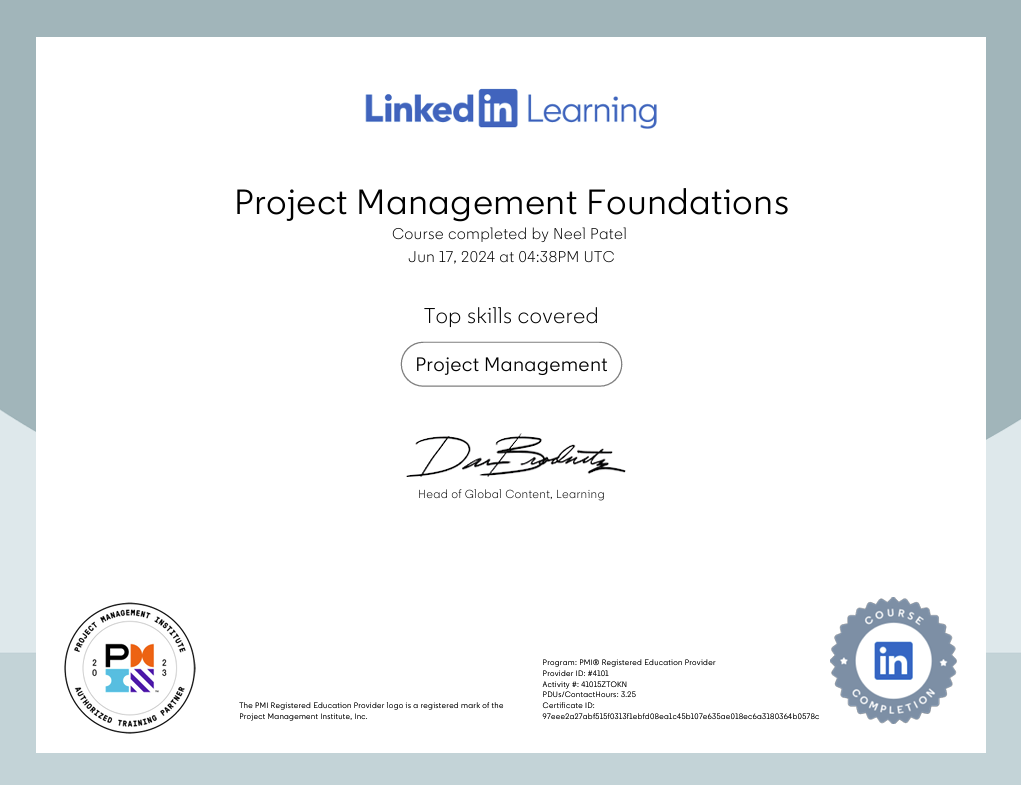 Linked in Learning
Project Management Foundations
Course completed by Neel Patel
Jun 17, 2024 at 04:38PM UTC
Top skills covered
Project Management
Head of Global Content, Learning
PROJECT MANAGEMENT INSTITUTE
PM
20 23
AUTHORIZED TRAINING PARTNER
The PMI Registered Education Provider logo is a registered mark of the
Project Management Institute, Inc.
Program: PMI® Registered Education Provider
Provider ID: #4101
Activity #: 41015ZTOKN
PDUs/ContactHours: 3.25
Certificate ID:
97eee2a27abf515f0313f1ebfd08ea1c45b107e635ae018ec6a3180364b0578c
COURSE
in
COMPLETION